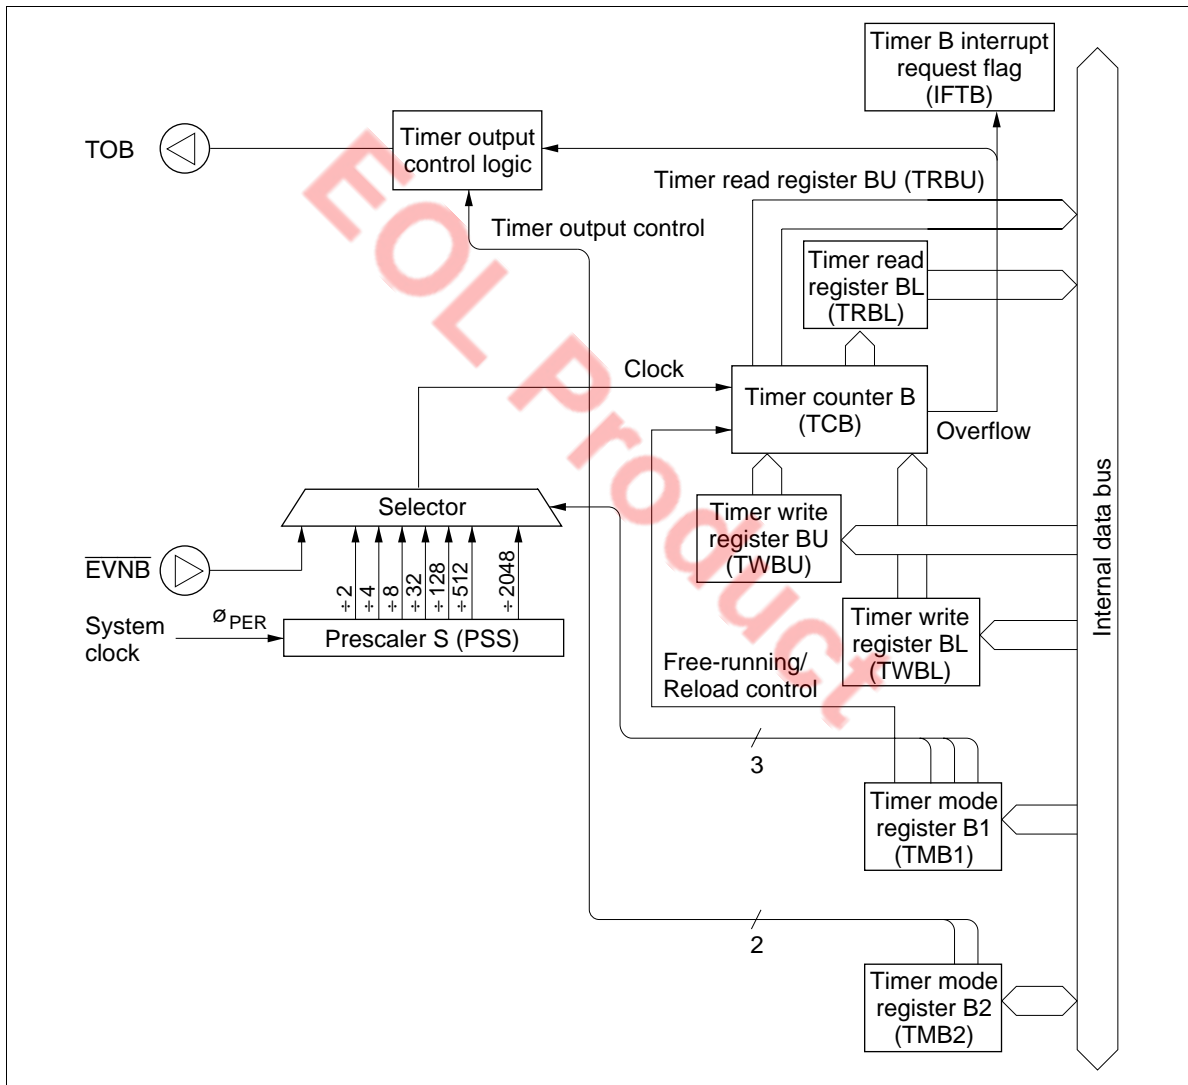 Timer B interrupt
request flag
(IFTB)
TOB
Timer output
control logic
Timer read register BU (TRBU)
Timer output control
Timer read
register BL
(TRBL)
Clock
Timer counter B
(TCB)
Overflow
Selector
Timer write
register BU
(TWBU)
EVNB
÷2
÷4
÷8
÷32
÷128
÷512
÷2048
System
clock
øPER
Prescaler S (PSS)
Timer write
register BL
(TWBL)
Internal data bus
Free-running/
Reload control
3
Timer mode
register B1
(TMB1)
2
Timer mode
register B2
(TMB2)
EOL Product